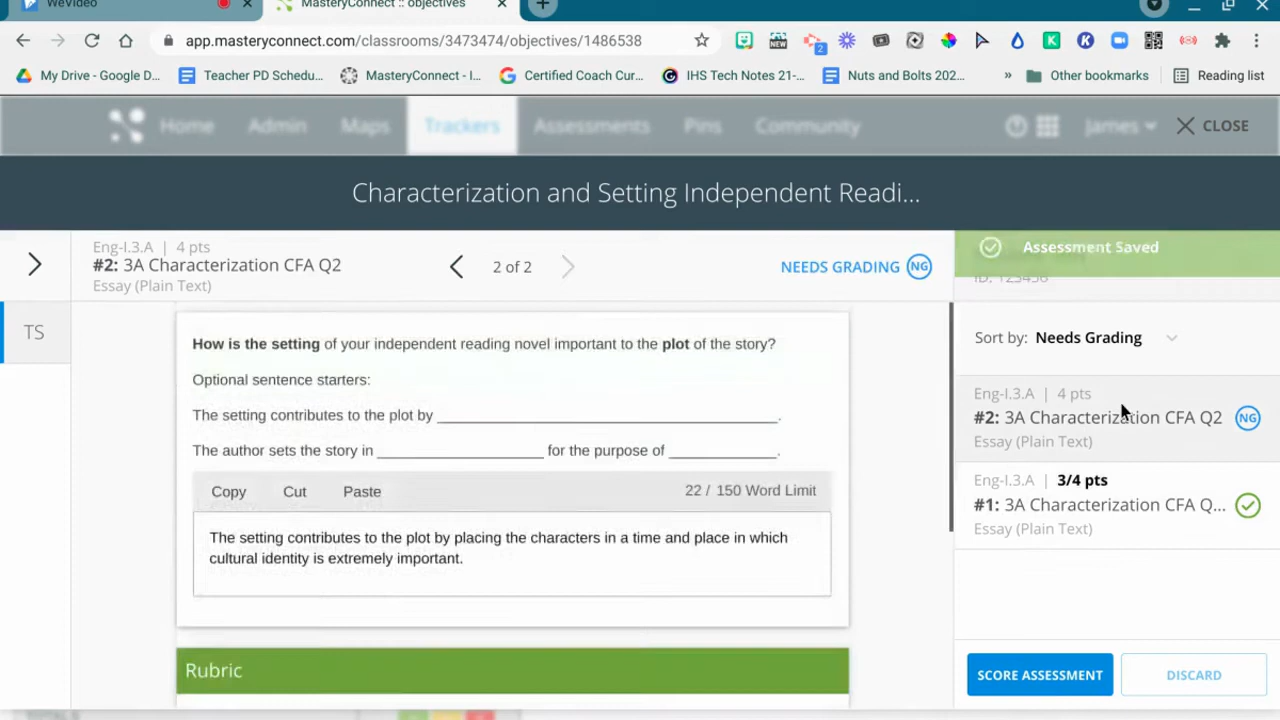 WeVideo
MasteryConnect :: objectives
app.masteryconnect.com/classrooms/3473474/objectives/1486538
NEW
2
K
K
My Drive - Google D...
Teacher PD Schedu...
MasteryConnect - I...
Certified Coach Cur...
IHS Tech Notes 21-...
Nuts and Bolts 202...
»
Other bookmarks
Reading list
Home
Admin
Maps
Trackers
Assessments
Pins
Community
James
CLOSE
Characterization and Setting Independent Readi...
Eng-I.3.A | 4 pts
#2: 3A Characterization CFA Q2
Essay (Plain Text)
2 of 2
NEEDS GRADING NG
Assessment Saved
ID: 123456
TS
How is the setting of your independent reading novel important to the plot of the story?
Optional sentence starters:
The setting contributes to the plot by ______________________________.
The author sets the story in _______________ for the purpose of __________.
Copy Cut Paste 22 / 150 Word Limit
The setting contributes to the plot by placing the characters in a time and place in which
cultural identity is extremely important.
Rubric
Sort by: Needs Grading
Eng-I.3.A | 4 pts
#2: 3A Characterization CFA Q2 NG
Essay (Plain Text)
Eng-I.3.A | 3/4 pts
#1: 3A Characterization CFA Q...
Essay (Plain Text)
SCORE ASSESSMENT
DISCARD